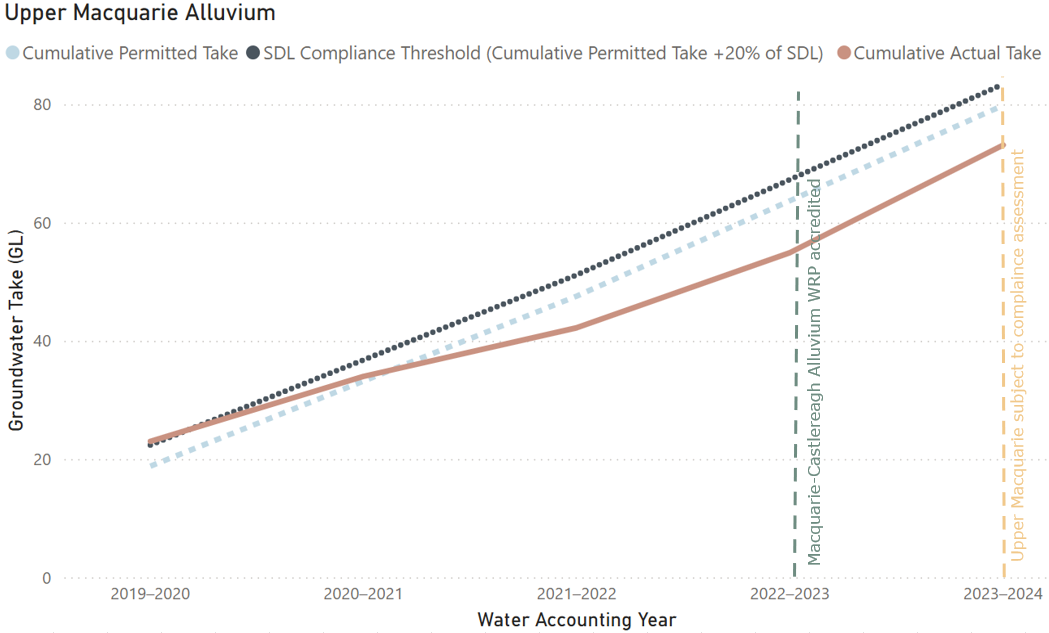 Upper Macquarie Alluvium
Cumulative Permitted Take SDL Compliance Threshold (Cumulative Permitted Take +20% of SDL) Cumulative Actual Take
80
60
40
20
0
Groundwater Take (GL)
Macquarie-Castlereagh Alluvium WRP accredited
Upper Macquarie subject to complaince assessment
2019–2020 2020–2021 2021–2022 2022–2023 2023–2024
Water Accounting Year